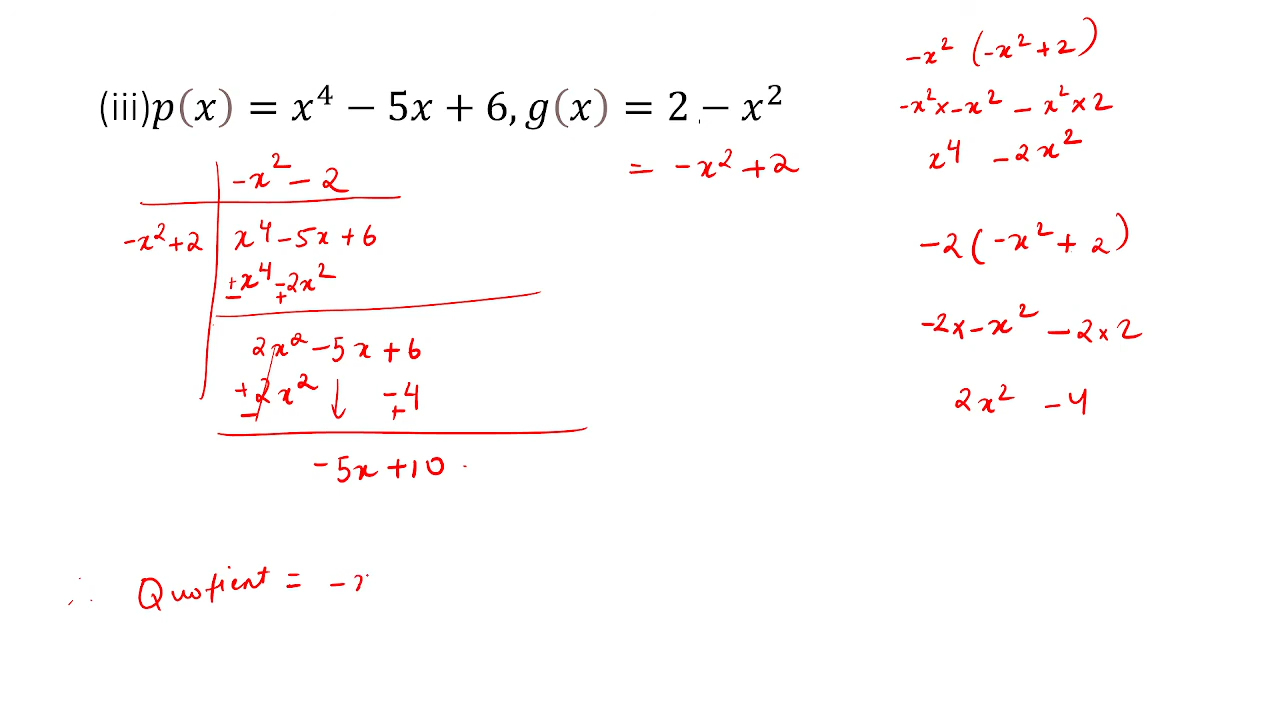 (iii)p(x) = x⁴ − 5x + 6, g(x) = 2 − x²
= -x² + 2
-x² - 2
-x² + 2 | x⁴ - 5x + 6
+x⁴ - 2x²
- +
2x² - 5x + 6
+2x² ↓ - 4
- +
-5x + 10
∴ Quotient = -x
-x² (-x² + 2)
-x² × -x² - x² × 2
x⁴ - 2x²
-2 (-x² + 2)
-2 × -x² - 2 × 2
2x² - 4